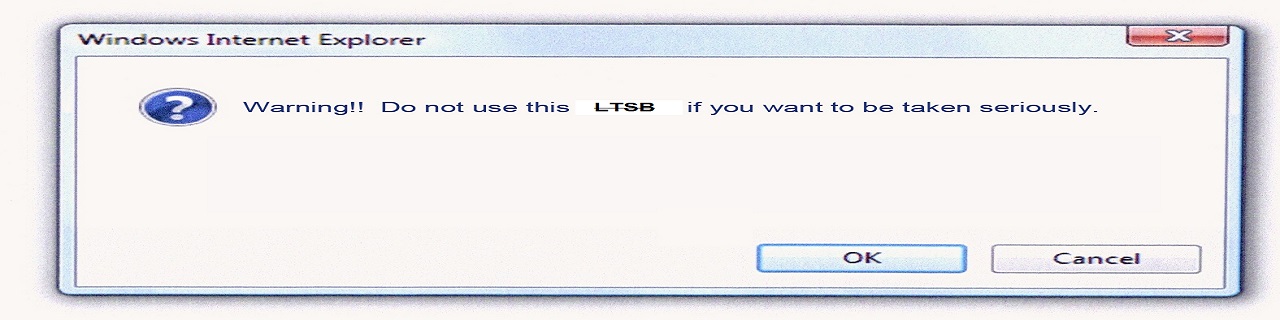 Windows Internet Explorer
Warning!! Do not use this LTSB if you want to be taken seriously.
OK Cancel